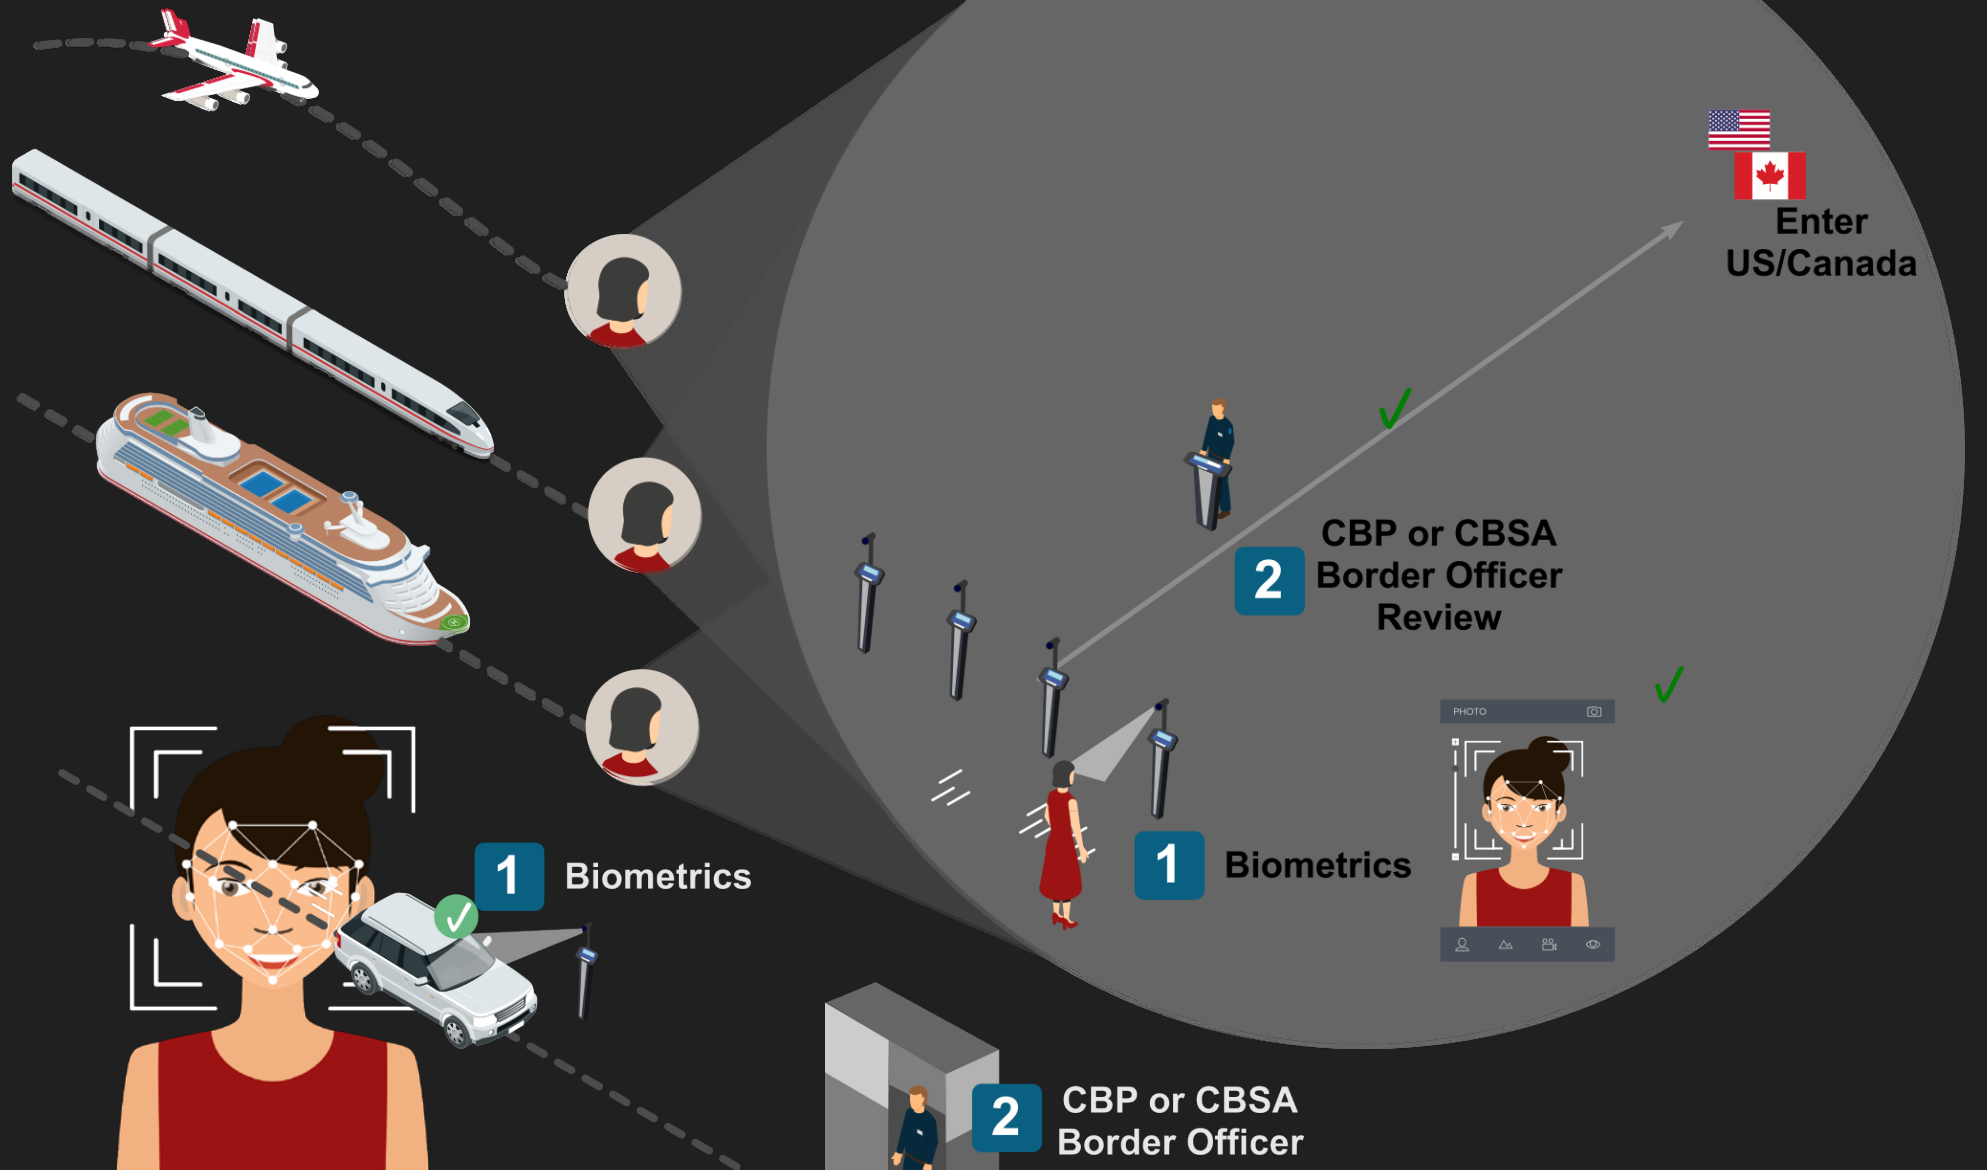 Enter
US/Canada
2
CBP or CBSA
Border Officer
Review
PHOTO
1
Biometrics
1
Biometrics
2
CBP or CBSA
Border Officer